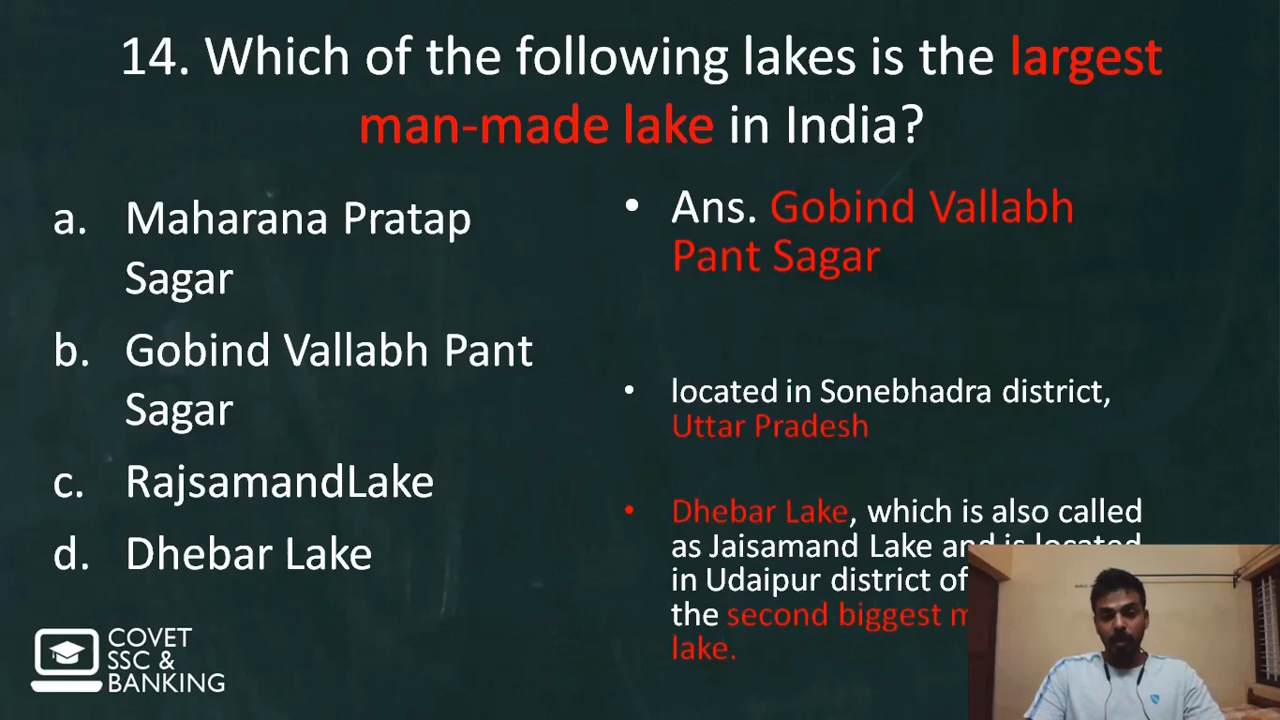 14. Which of the following lakes is the largest
man-made lake in India?
a. Maharana Pratap
Sagar
b. Gobind Vallabh Pant
Sagar
c. RajsamandLake
d. Dhebar Lake
• Ans. Gobind Vallabh
Pant Sagar
• located in Sonebhadra district,
Uttar Pradesh
• Dhebar Lake, which is also called
as Jaisamand Lake and is located
in Udaipur district of
the second biggest
lake.
COVET
SSC &
BANKING